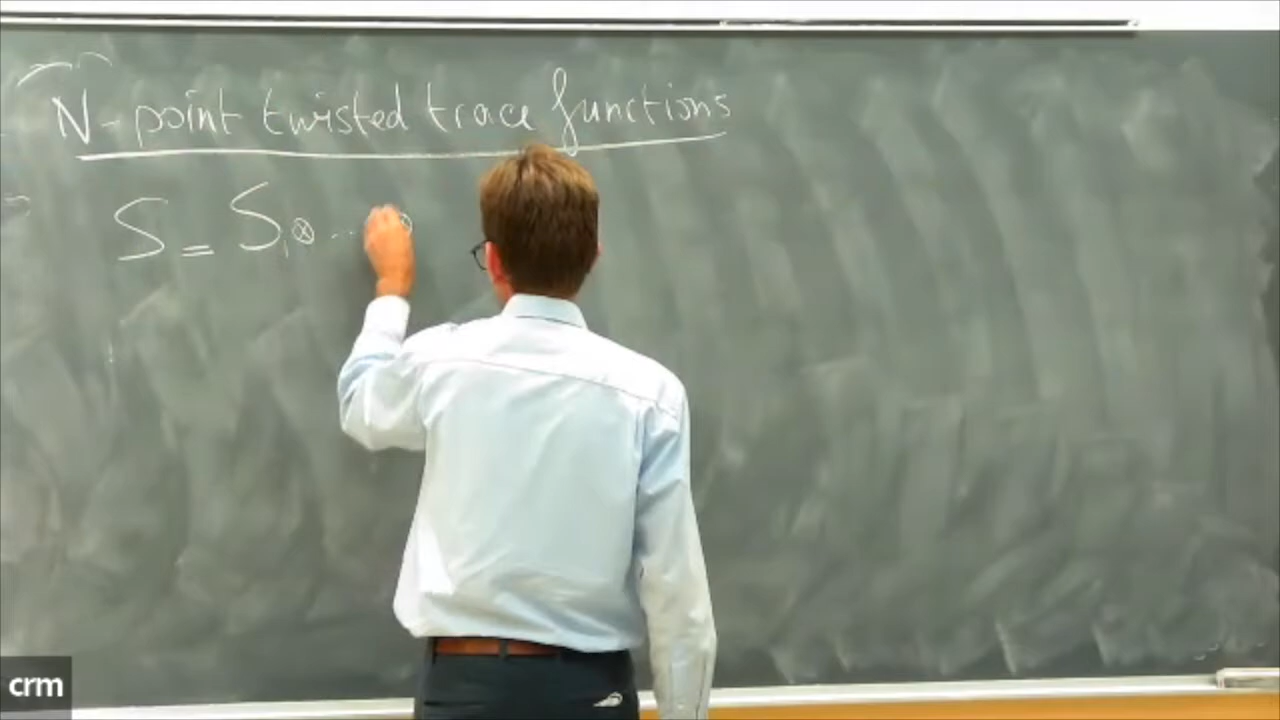 N-point twisted trace functions
S = S₁⊗ ... ⊗
crm